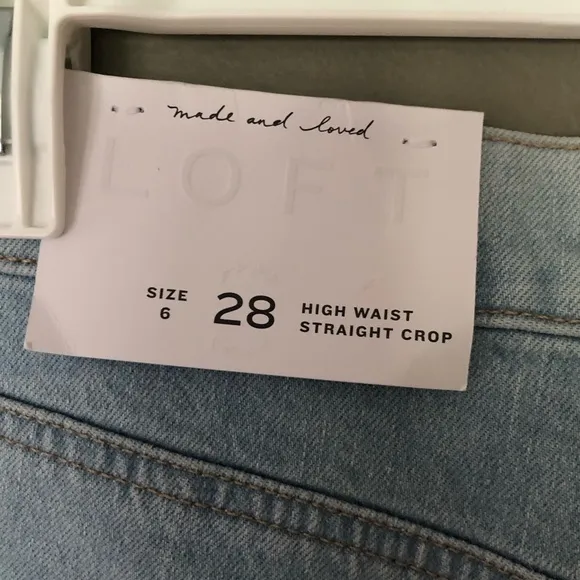 made and loved
LOFT
SIZE
6
28
HIGH WAIST
STRAIGHT CROP